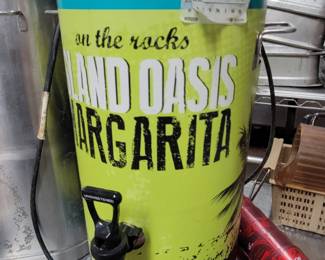 on the rocks
LAND OASIS
ARGARITA